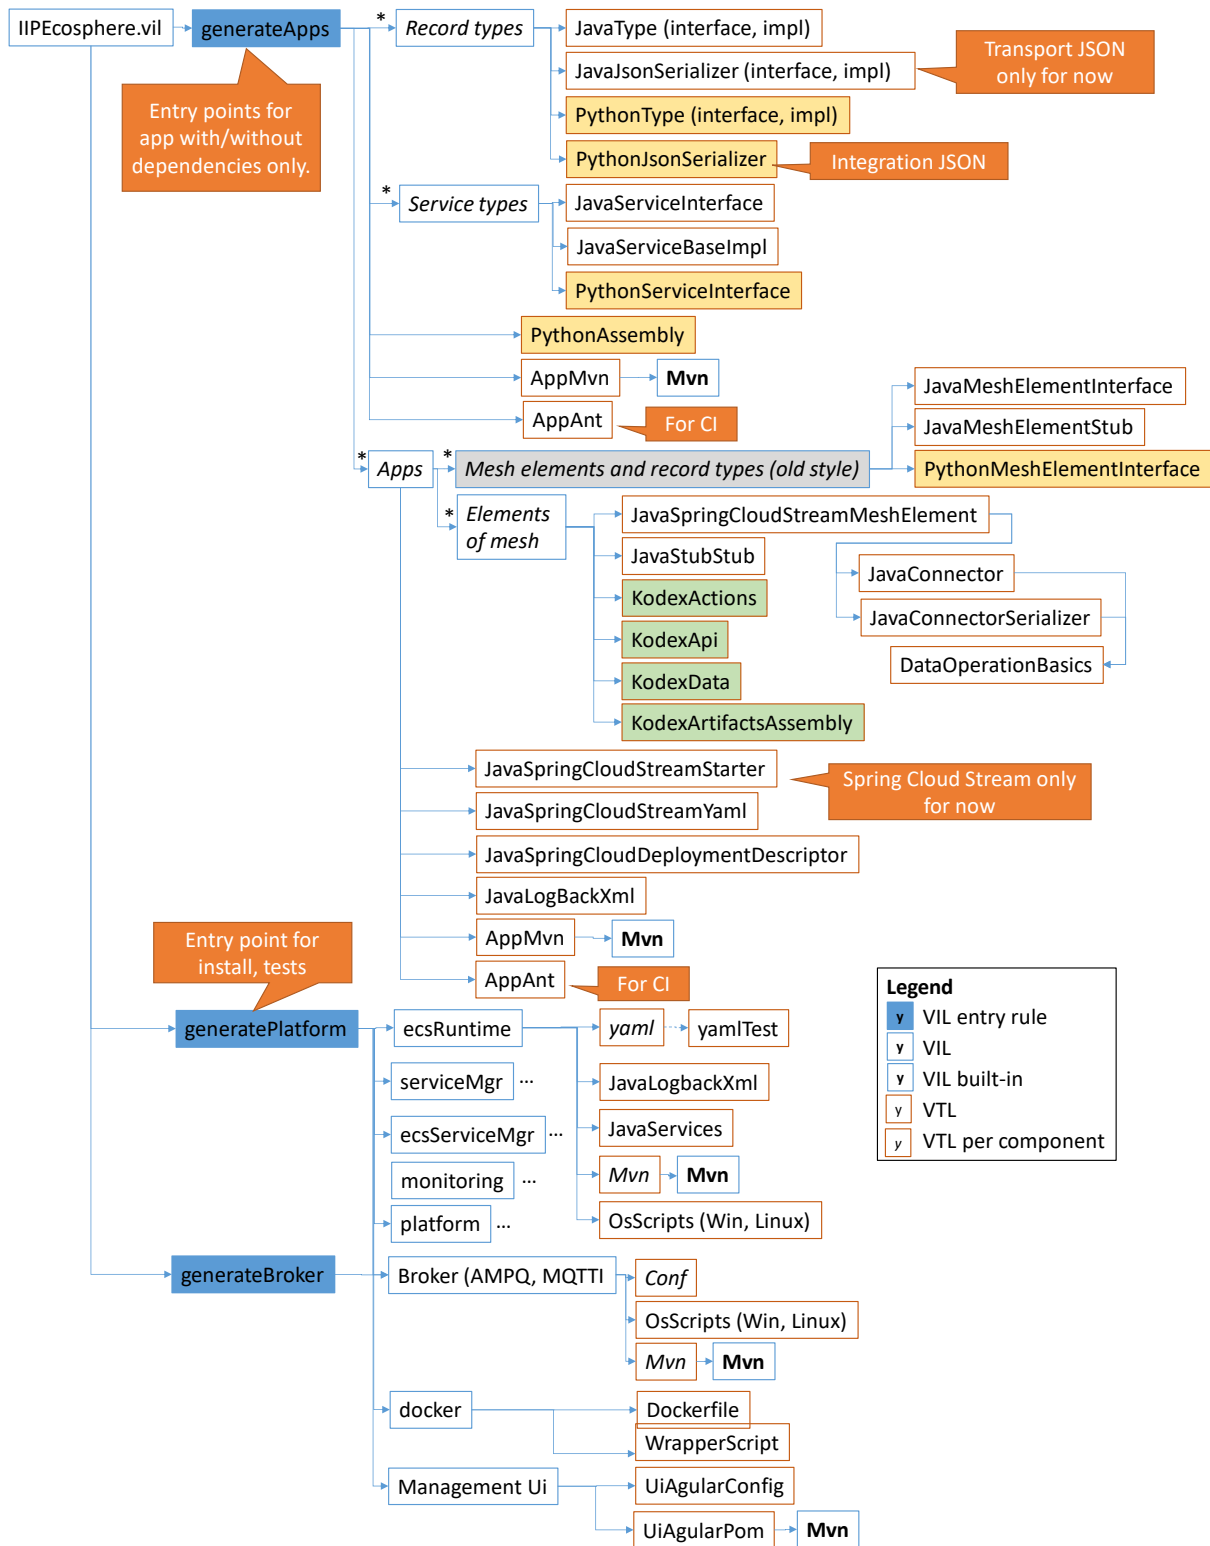 IIPEcosphere.vil
generateApps
*
Record types
JavaType (interface, impl)
JavaJsonSerializer (interface, impl)
Transport JSON
only for now
PythonType (interface, impl)
PythonJsonSerializer
Integration JSON
Entry points for
app with/without
dependencies only.
*
Service types
JavaServiceInterface
JavaServiceBaseImpl
PythonServiceInterface
PythonAssembly
AppMvn
Mvn
AppAnt
For CI
*
Apps
*
Mesh elements and record types (old style)
JavaMeshElementInterface
JavaMeshElementStub
PythonMeshElementInterface
*
Elements
of mesh
JavaSpringCloudStreamMeshElement
JavaStubStub
KodexActions
KodexApi
KodexData
KodexArtifactsAssembly
JavaConnector
JavaConnectorSerializer
DataOperationBasics
JavaSpringCloudStreamStarter
Spring Cloud Stream only
for now
JavaSpringCloudStreamYaml
JavaSpringCloudDeploymentDescriptor
JavaLogBackXml
AppMvn
Mvn
AppAnt
For CI
Entry point for
install, tests
generatePlatform
ecsRuntime
yaml
yamlTest
serviceMgr
...
JavaLogbackXml
ecsServiceMgr
...
JavaServices
monitoring
...
Mvn
Mvn
platform
...
OsScripts (Win, Linux)
generateBroker
Broker (AMPQ, MQTTI
Conf
OsScripts (Win, Linux)
Mvn
Mvn
docker
Dockerfile
WrapperScript
Management Ui
UiAgularConfig
UiAgularPom
Mvn
Legend
y VIL entry rule
y VIL
y VIL built-in
y VTL
y VTL per component